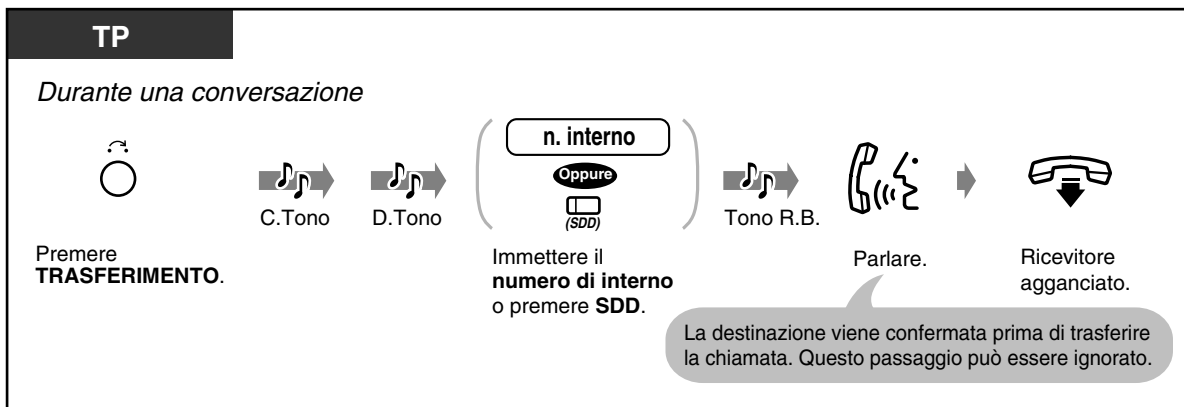 TP
Durante una conversazione
n. interno
Oppure
(SDD)
C.Tono
D.Tono
Tono R.B.
Premere
TRASFERIMENTO.
Immettere il
numero di interno
o premere SDD.
Parlare.
Ricevitore
agganciato.
La destinazione viene confermata prima di trasferire
la chiamata. Questo passaggio può essere ignorato.